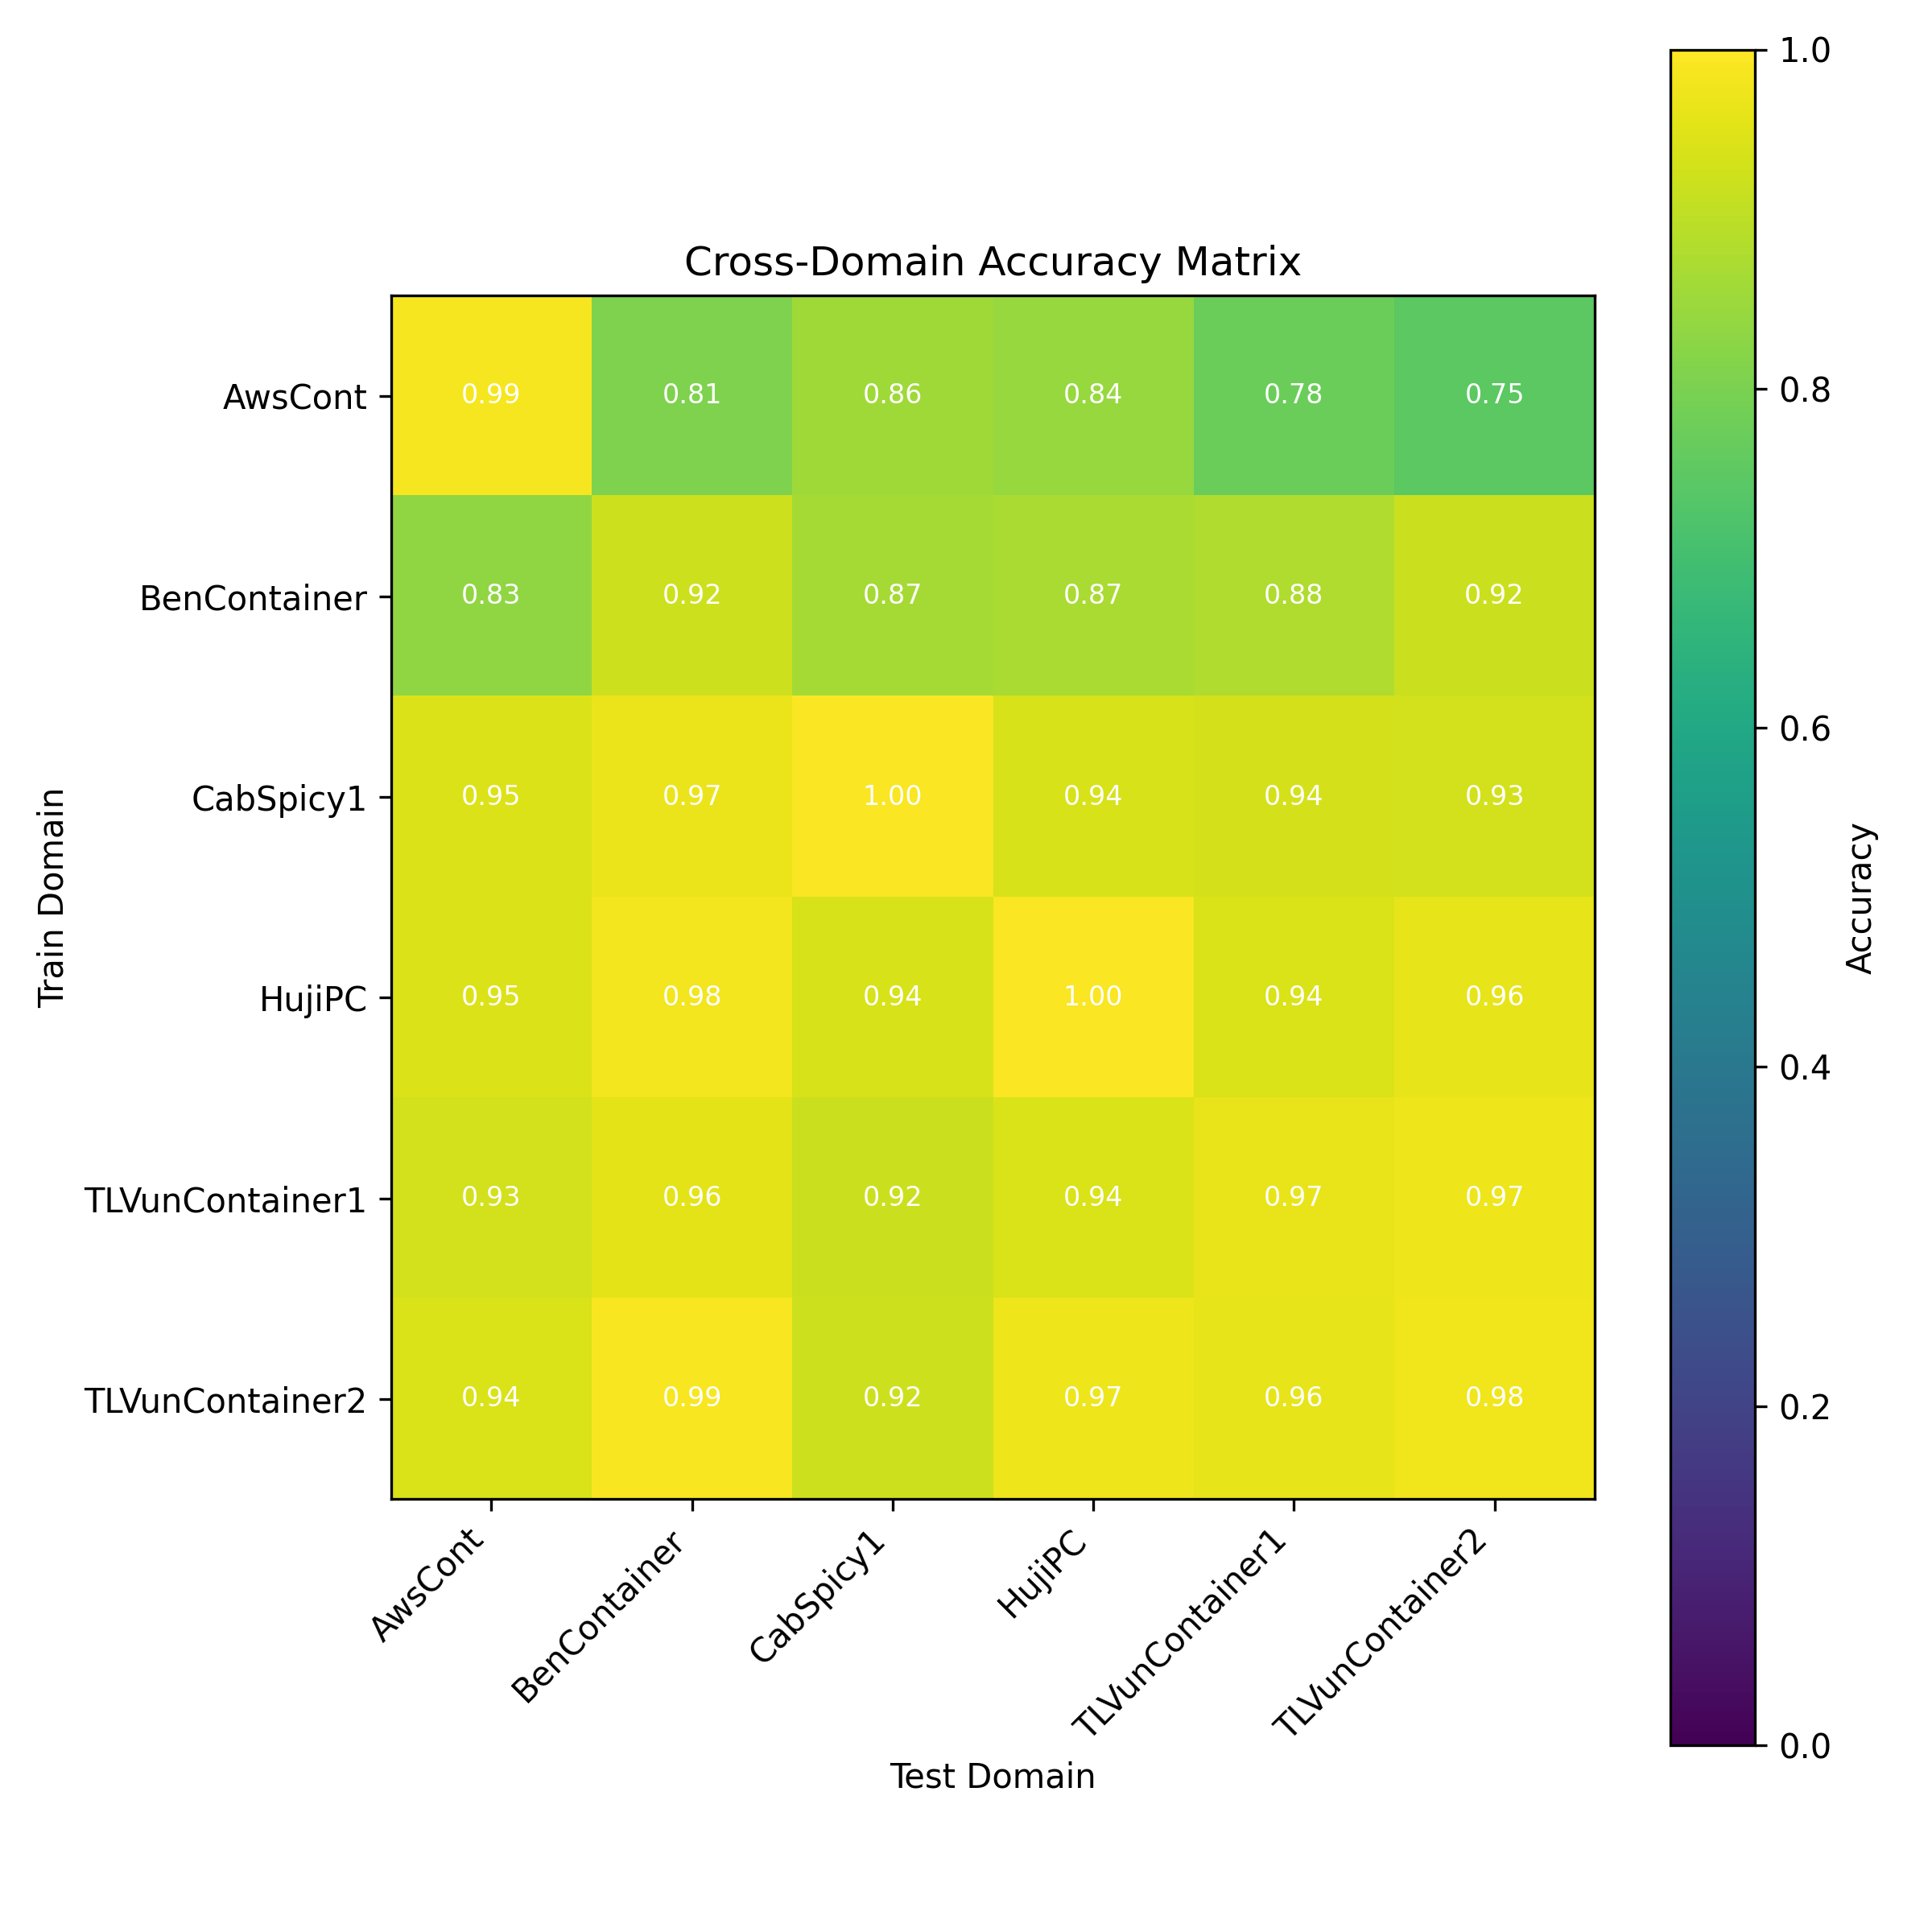 Cross-Domain Accuracy Matrix
Train Domain
AwsCont 0.99 0.81 0.86 0.84 0.78 0.75
BenContainer 0.83 0.92 0.87 0.87 0.88 0.92
CabSpicy1 0.95 0.97 1.00 0.94 0.94 0.93
HujiPC 0.95 0.98 0.94 1.00 0.94 0.96
TLVunContainer1 0.93 0.96 0.92 0.94 0.97 0.97
TLVunContainer2 0.94 0.99 0.92 0.97 0.96 0.98
AwsCont BenContainer CabSpicy1 HujiPC TLVunContainer1 TLVunContainer2
Test Domain
1.0
0.8
0.6
0.4
0.2
0.0
Accuracy